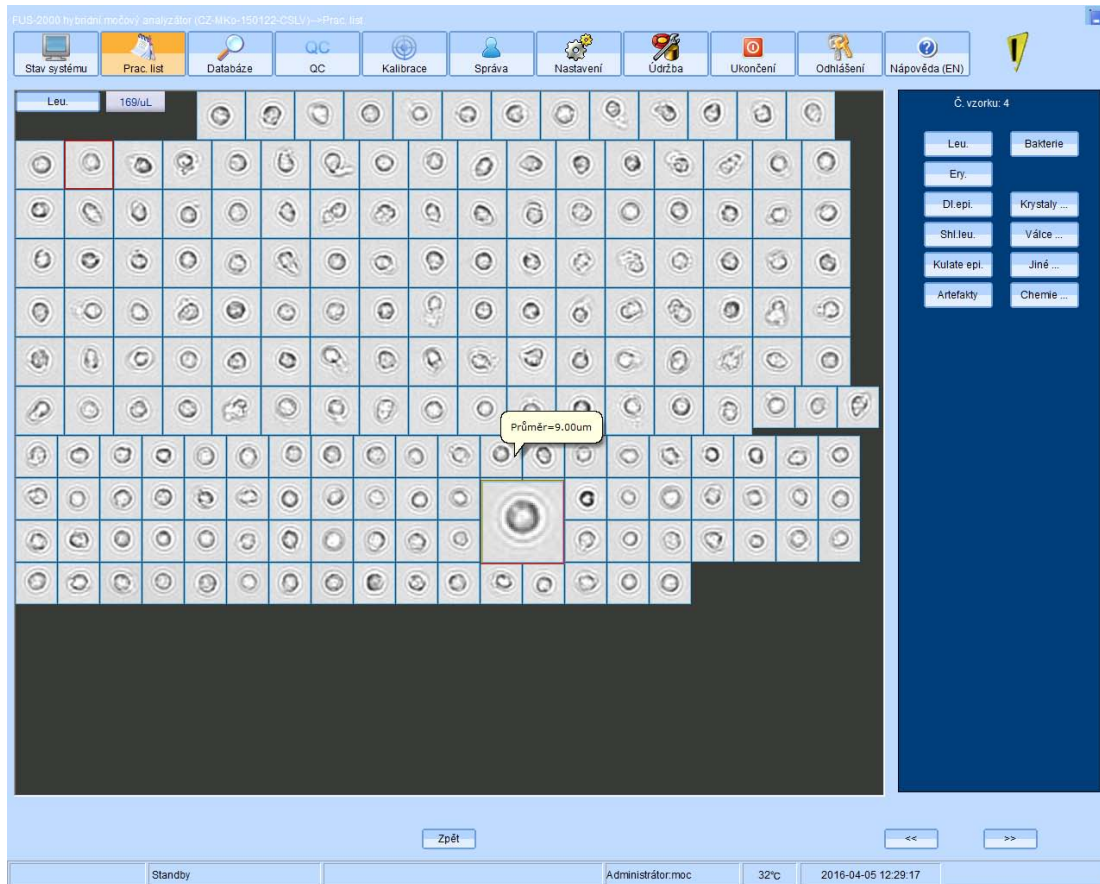 FUS-2000 hybridní močový analyzátor (CZ-MKo-150122-CSLV)-->Prac. list
Stav systému
Prac. list
Databáze
QC
QC
Kalibrace
Správa
Nastavení
Údržba
Ukončení
Odhlášení
Nápověda (EN)
Leu.
169/uL
Č. vzorku: 4
Leu.
Bakterie
Ery.
Dl.epi.
Krystaly ...
Shl.leu.
Válce ...
Kulate epi.
Jiné ...
Artefakty
Chemie ...
Průměr=9.00um
Zpět
<<
>>
Standby
Administrátor:moc
32°C
2016-04-05 12:29:17